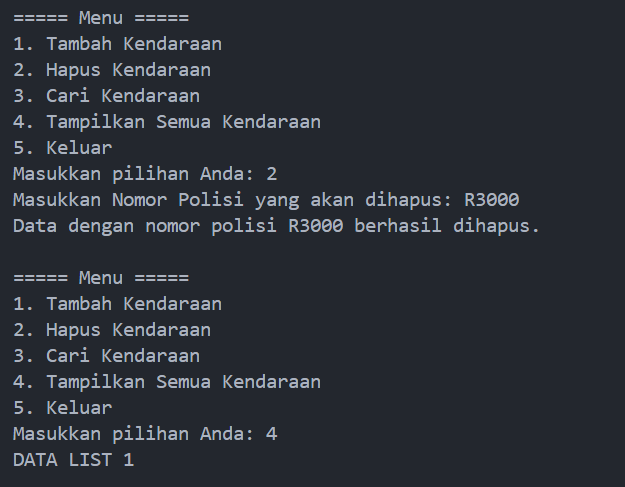 ===== Menu =====
1. Tambah Kendaraan
2. Hapus Kendaraan
3. Cari Kendaraan
4. Tampilkan Semua Kendaraan
5. Keluar
Masukkan pilihan Anda: 2
Masukkan Nomor Polisi yang akan dihapus: R3000
Data dengan nomor polisi R3000 berhasil dihapus.

===== Menu =====
1. Tambah Kendaraan
2. Hapus Kendaraan
3. Cari Kendaraan
4. Tampilkan Semua Kendaraan
5. Keluar
Masukkan pilihan Anda: 4
DATA LIST 1